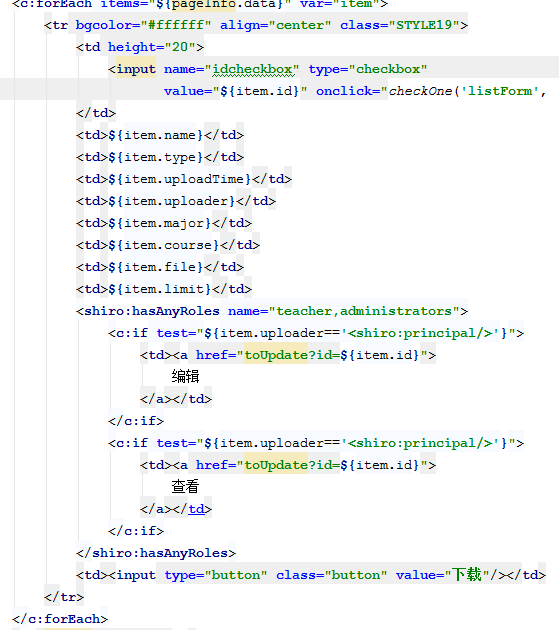 <c:forEach items="${pageInfo.data}" var="item">
<tr bgcolor="#ffffff" align="center" class="STYLE19">
<td height="20">
<input name="idcheckbox" type="checkbox"
value="${item.id}" onclick="checkOne('listForm',
</td>
<td>${item.name}</td>
<td>${item.type}</td>
<td>${item.uploadTime}</td>
<td>${item.uploader}</td>
<td>${item.major}</td>
<td>${item.course}</td>
<td>${item.file}</td>
<td>${item.limit}</td>
<shiro:hasAnyRoles name="teacher,administrators">
<c:if test="${item.uploader=='<shiro:principal/>'}">
<td><a href="toUpdate?id=${item.id}">
编辑
</a></td>
</c:if>
<c:if test="${item.uploader=='<shiro:principal/>'}">
<td><a href="toUpdate?id=${item.id}">
查看
</a></td>
</c:if>
</shiro:hasAnyRoles>
<td><input type="button" class="button" value="下载"/></td>
</tr>
</c:forEach>